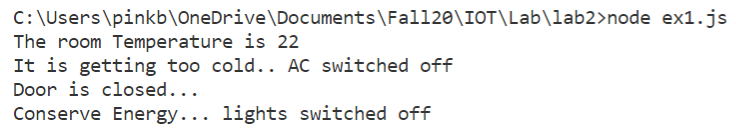 C:\Users\pinkb\OneDrive\Documents\Fall20\IOT\Lab\lab2>node ex1.js
The room Temperature is 22
It is getting too cold.. AC switched off
Door is closed...
Conserve Energy... lights switched off